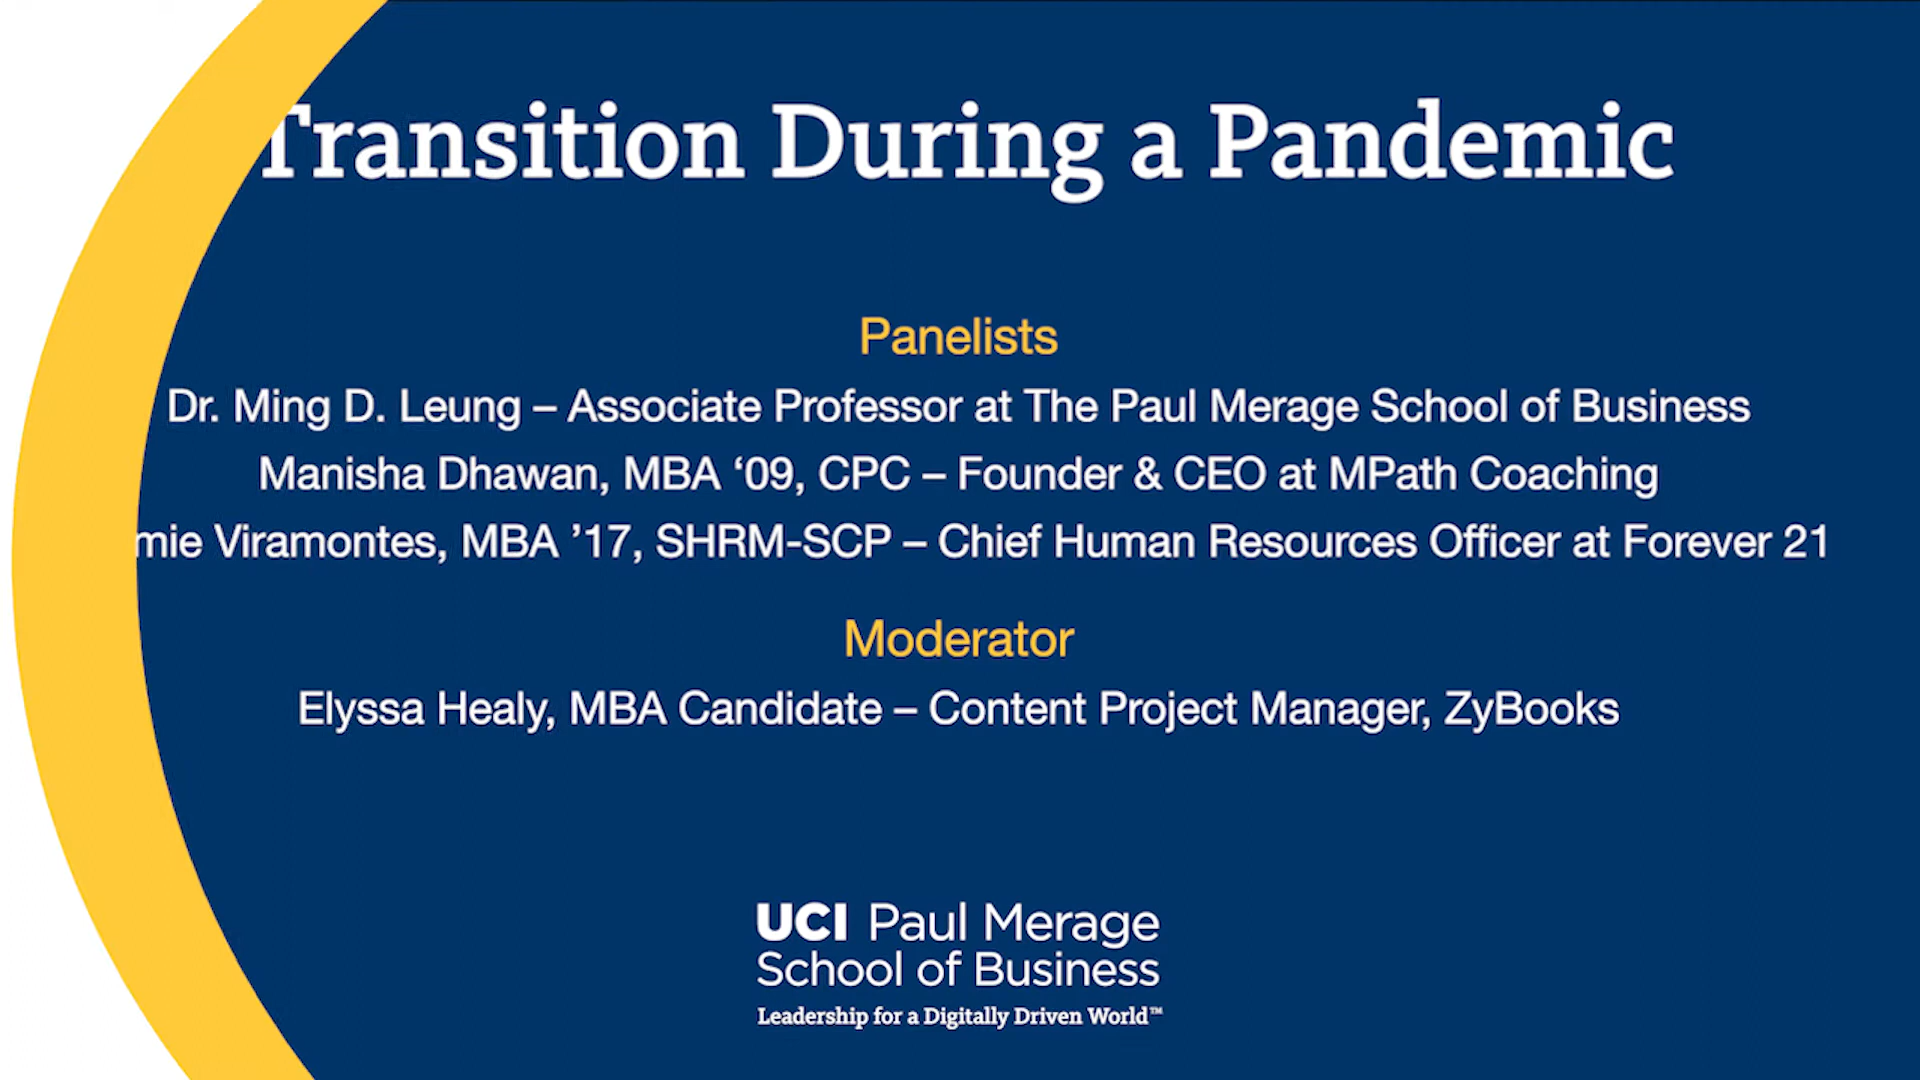 Transition During a Pandemic
Panelists
Dr. Ming D. Leung – Associate Professor at The Paul Merage School of Business
Manisha Dhawan, MBA ‘09, CPC – Founder & CEO at MPath Coaching
mie Viramontes, MBA ’17, SHRM-SCP – Chief Human Resources Officer at Forever 21
Moderator
Elyssa Healy, MBA Candidate – Content Project Manager, ZyBooks
UCI Paul Merage
School of Business
Leadership for a Digitally Driven World™